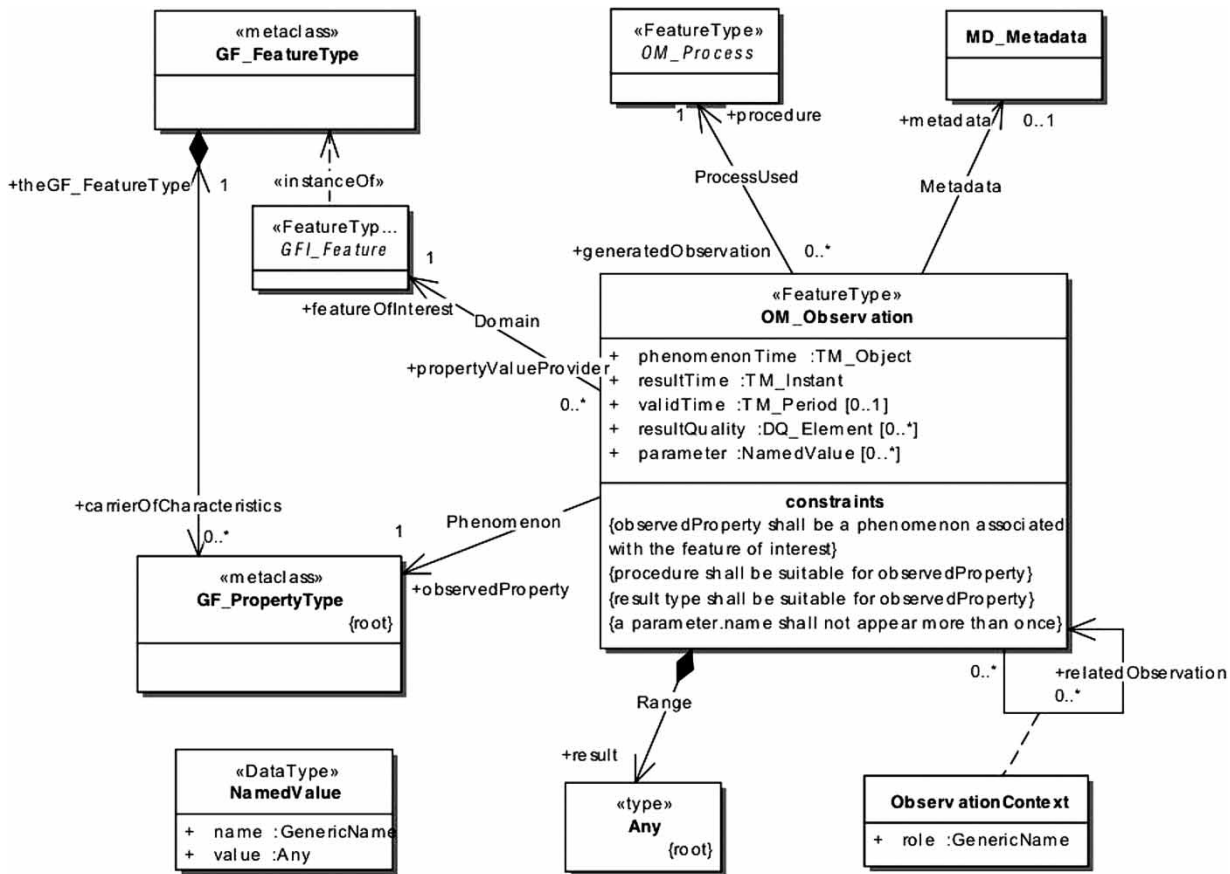 «metaclass»
GF_FeatureType
«FeatureType»
OM_Process
MD_Metadata
1
+procedure
+metadata
0..1
+theGF_FeatureType
1
«instanceOf»
ProcessUsed
Metadata
«FeatureTyp...
GFI_Feature
1
+generatedObservation
0..*
+featureOfInterest
Domain
+propertyValueProvider
0..*
«FeatureType»
OM_Observation
+ phenomenonTime :TM_Object
+ resultTime :TM_Instant
+ validTime :TM_Period [0..1]
+ resultQuality :DQ_Element [0..*]
+ parameter :NamedValue [0..*]
constraints
{observedProperty shall be a phenomenon associated
with the feature of interest}
{procedure shall be suitable for observedProperty}
{result type shall be suitable for observedProperty}
{a parameter.name shall not appear more than once}
+carrierOfCharacteristics
0..*
Phenomenon
1
+observedProperty
«metaclass»
GF_PropertyType
{root}
0..*
+relatedObservation
0..*
Range
+result
«DataType»
NamedValue
+ name :GenericName
+ value :Any
«type»
Any
{root}
ObservationContext
+ role :GenericName